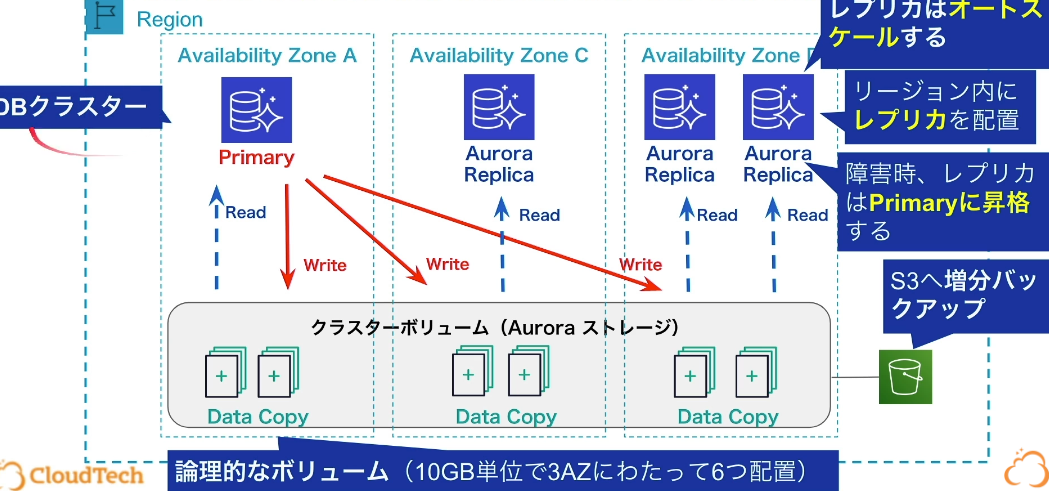 Region
レプリカはオートス
ケールする
Availability Zone A
Availability Zone C
Availability Zone
DBクラスター
リージョン内に
レプリカを配置
Primary
Aurora
Replica
Aurora
Replica
Aurora
Replica
障害時、レプリカ
はPrimaryに昇格
する
Read
Read
Read
Read
Write
Write
Write
S3へ増分バッ
クアップ
クラスターボリューム（Aurora ストレージ）
Data Copy
Data Copy
Data Copy
論理的なボリューム（10GB単位で3AZにわたって6つ配置）
CloudTech